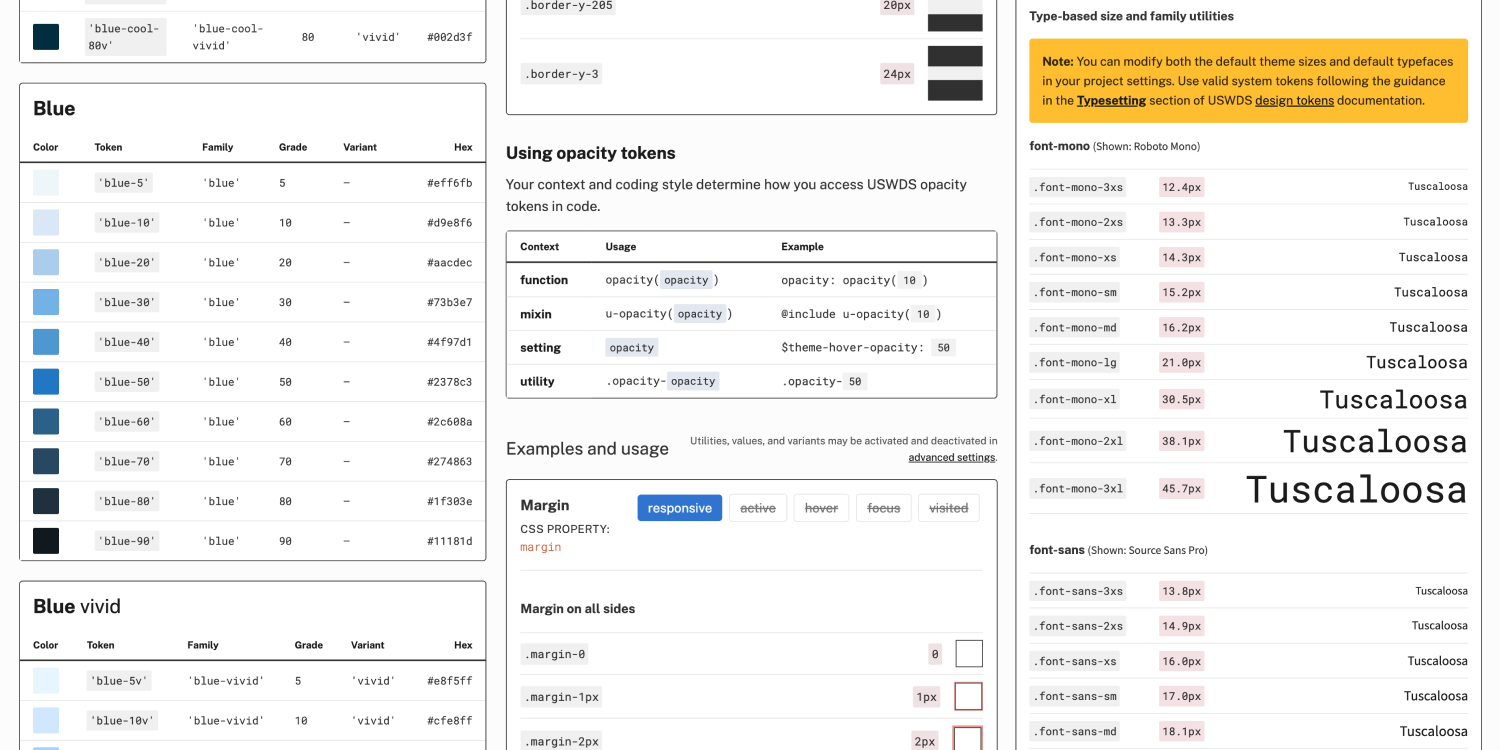 'blue-cool-
80v'
'blue-cool-
vivid'
80
'vivid'
#002d3f
Blue
Color Token Family Grade Variant Hex
'blue-5' 'blue' 5 – #eff6fb
'blue-10' 'blue' 10 – #d9e8f6
'blue-20' 'blue' 20 – #aacdec
'blue-30' 'blue' 30 – #73b3e7
'blue-40' 'blue' 40 – #4f97d1
'blue-50' 'blue' 50 – #2378c3
'blue-60' 'blue' 60 – #2c608a
'blue-70' 'blue' 70 – #274863
'blue-80' 'blue' 80 – #1f303e
'blue-90' 'blue' 90 – #11181d
Blue vivid
Color Token Family Grade Variant Hex
'blue-5v' 'blue-vivid' 5 'vivid' #e8f5ff
'blue-10v' 'blue-vivid' 10 'vivid' #cfe8ff
.border-y-205 20px
.border-y-3 24px
Using opacity tokens
Your context and coding style determine how you access USWDS opacity
tokens in code.
Context Usage Example
function opacity(opacity) opacity: opacity( 10 )
mixin u-opacity(opacity) @include u-opacity( 10 )
setting opacity $theme-hover-opacity: 50
utility .opacity-opacity .opacity- 50
Examples and usage
Utilities, values, and variants may be activated and deactivated in
advanced settings.
Margin
responsive active hover focus visited
CSS PROPERTY:
margin
Margin on all sides
.margin-0 0
.margin-1px 1px
.margin-2px 2px
Type-based size and family utilities
Note: You can modify both the default theme sizes and default typefaces
in your project settings. Use valid system tokens following the guidance
in the Typesetting section of USWDS design tokens documentation.
font-mono (Shown: Roboto Mono)
.font-mono-3xs 12.4px Tuscaloosa
.font-mono-2xs 13.3px Tuscaloosa
.font-mono-xs 14.3px Tuscaloosa
.font-mono-sm 15.2px Tuscaloosa
.font-mono-md 16.2px Tuscaloosa
.font-mono-lg 21.0px Tuscaloosa
.font-mono-xl 30.5px Tuscaloosa
.font-mono-2xl 38.1px Tuscaloosa
.font-mono-3xl 45.7px Tuscaloosa
font-sans (Shown: Source Sans Pro)
.font-sans-3xs 13.8px Tuscaloosa
.font-sans-2xs 14.9px Tuscaloosa
.font-sans-xs 16.0px Tuscaloosa
.font-sans-sm 17.0px Tuscaloosa
.font-sans-md 18.1px Tuscaloosa